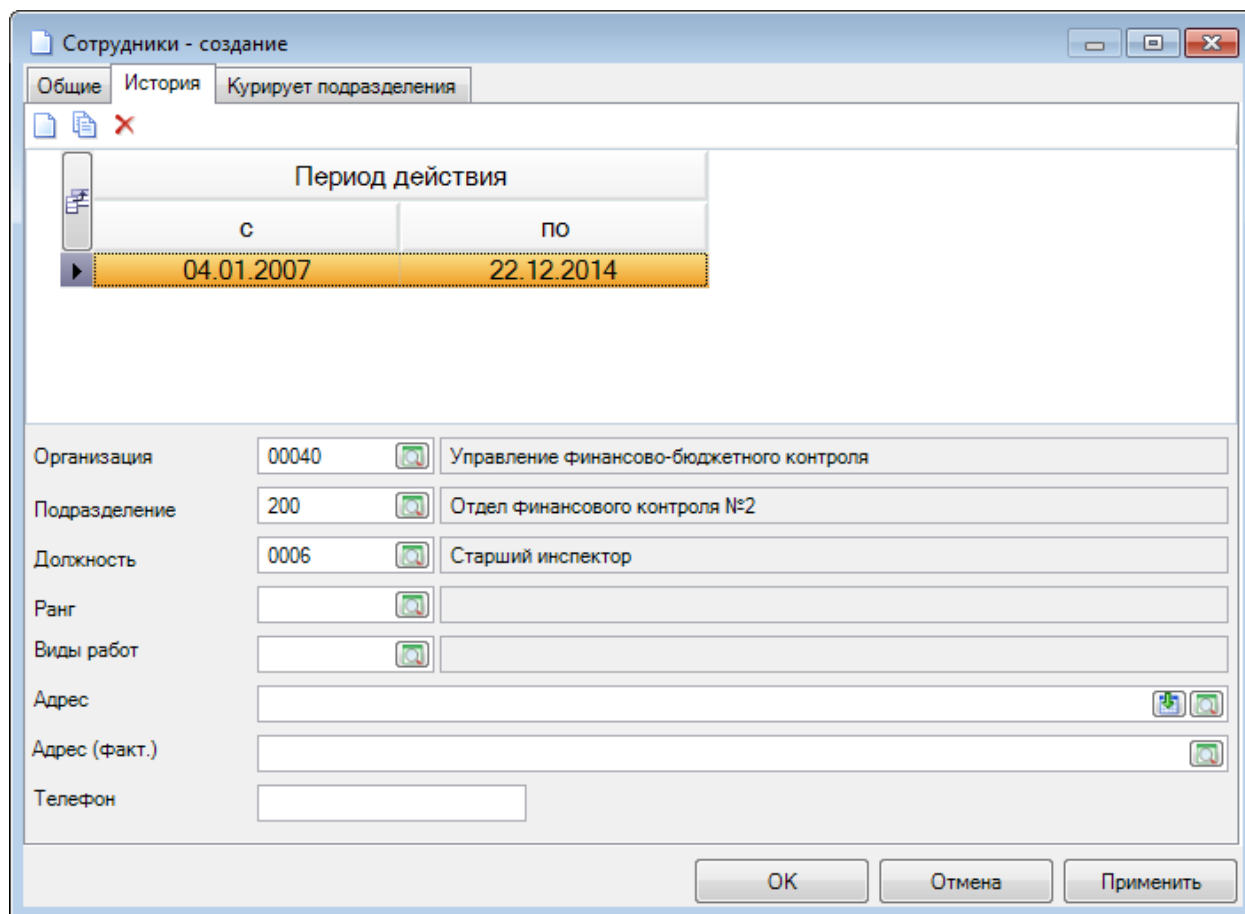 Сотрудники - создание
Общие История Курирует подразделения
Период действия
с по
04.01.2007 22.12.2014
Организация 00040 Управление финансово-бюджетного контроля
Подразделение 200 Отдел финансового контроля №2
Должность 0006 Старший инспектор
Ранг
Виды работ
Адрес
Адрес (факт.)
Телефон
ОК Отмена Применить